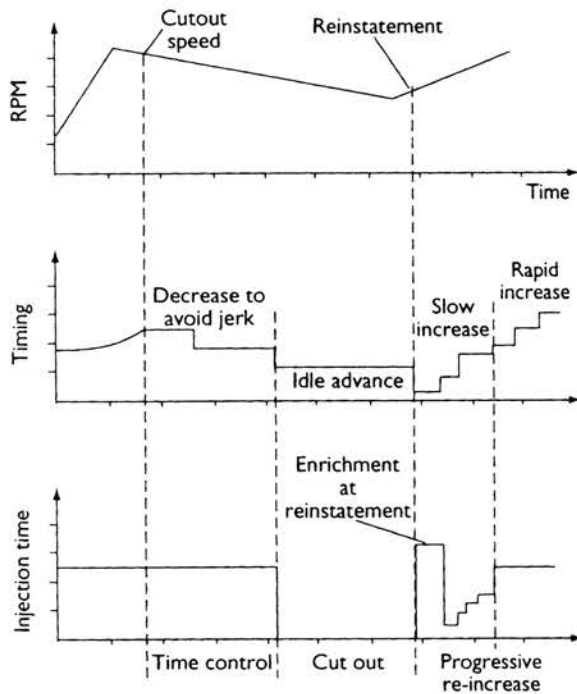 Cutout
speed
Reinstatement
RPM
Time
Rapid
increase
Slow
increase
Decrease to
avoid jerk
Timing
Idle advance
Enrichment
at
reinstatement
Injection time
Time control
Cut out
Progressive
re-increase